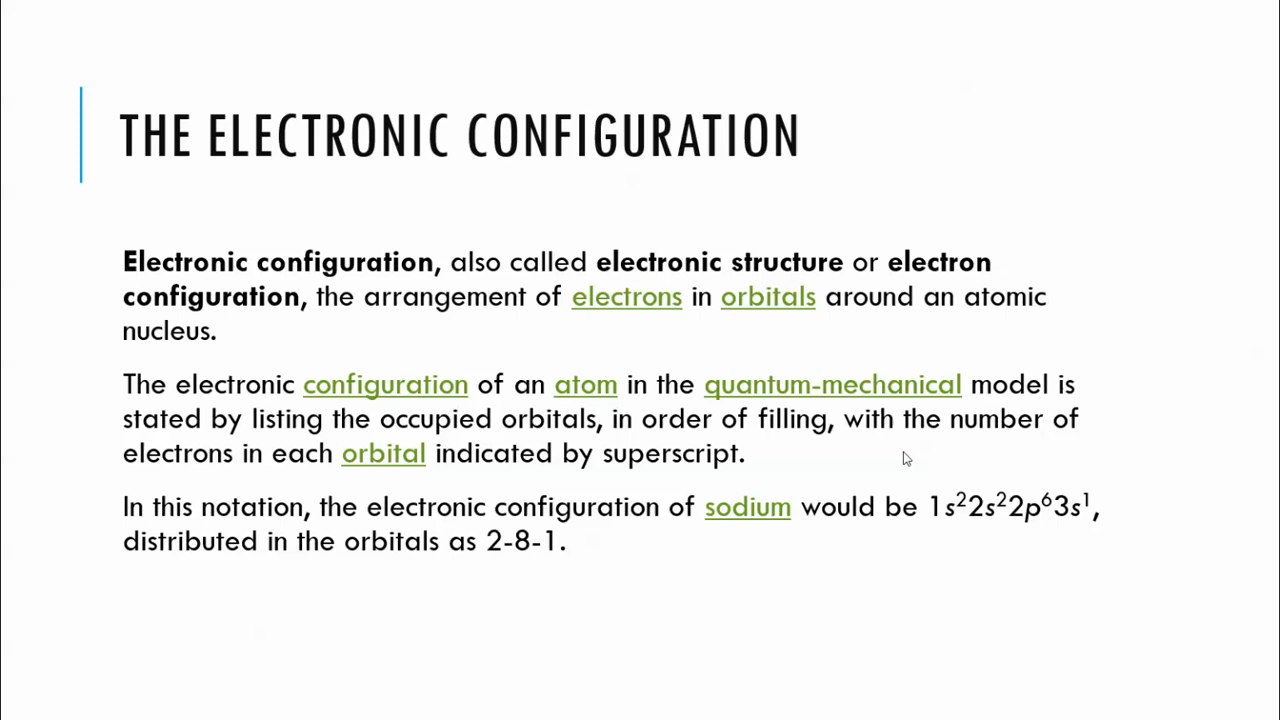 THE ELECTRONIC CONFIGURATION
Electronic configuration, also called electronic structure or electron
configuration, the arrangement of electrons in orbitals around an atomic
nucleus.
The electronic configuration of an atom in the quantum-mechanical model is
stated by listing the occupied orbitals, in order of filling, with the number of
electrons in each orbital indicated by superscript.
In this notation, the electronic configuration of sodium would be 1s²2s²2p⁶3s¹,
distributed in the orbitals as 2-8-1.